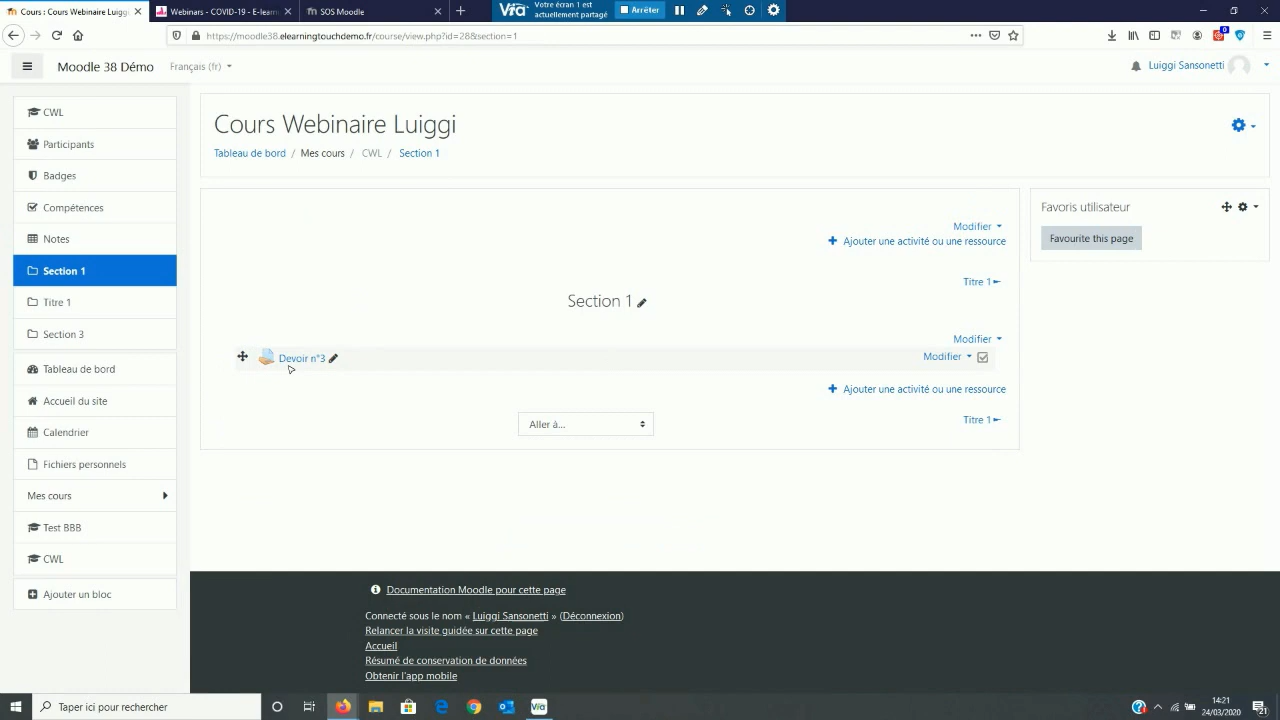 Cours : Cours Webinaire Luiggi
Webinars - COVID-19 - E-learn
SOS Moodle
Via
Votre écran 1 est
actuellement partagé
Arrêter
https://moodle38.elearningtouchdemo.fr/course/view.php?id=28&section=1
0
Moodle 38 Démo
Français (fr)
Luiggi Sansonetti
CWL
Participants
Badges
Compétences
Notes
Section 1
Titre 1
Section 3
Tableau de bord
Accueil du site
Calendrier
Fichiers personnels
Mes cours
Test BBB
CWL
Ajouter un bloc
Cours Webinaire Luiggi
Tableau de bord / Mes cours / CWL / Section 1
Modifier
Ajouter une activité ou une ressource
Titre 1
Section 1
Modifier
Devoir n°3
Modifier
Ajouter une activité ou une ressource
Aller à...
Titre 1
Favoris utilisateur
Favourite this page
Documentation Moodle pour cette page
Connecté sous le nom « Luiggi Sansonetti » (Déconnexion)
Relancer la visite guidée sur cette page
Accueil
Résumé de conservation de données
Obtenir l'app mobile
Taper ici pour rechercher
Via
14:21
24/03/2020
21